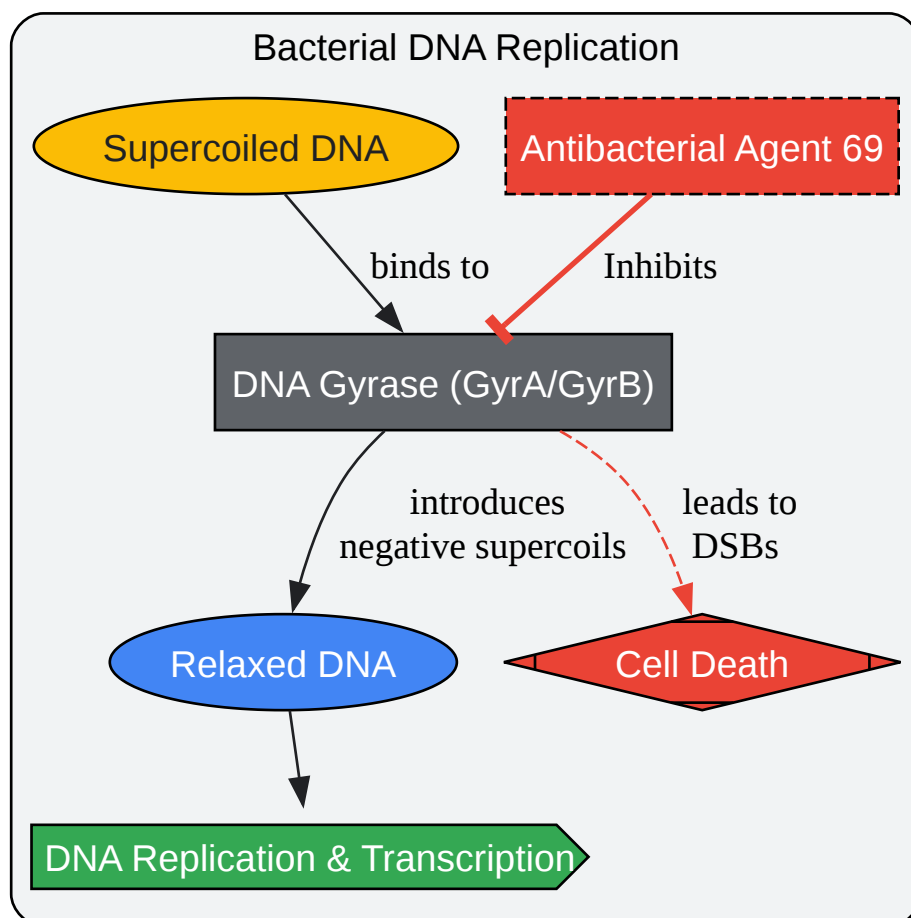 Bacterial DNA Replication
Supercoiled DNA
Antibacterial Agent 69
binds to
Inhibits
DNA Gyrase (GyrA/GyrB)
introduces
negative supercoils
leads to
DSBs
Relaxed DNA
Cell Death
DNA Replication & Transcription